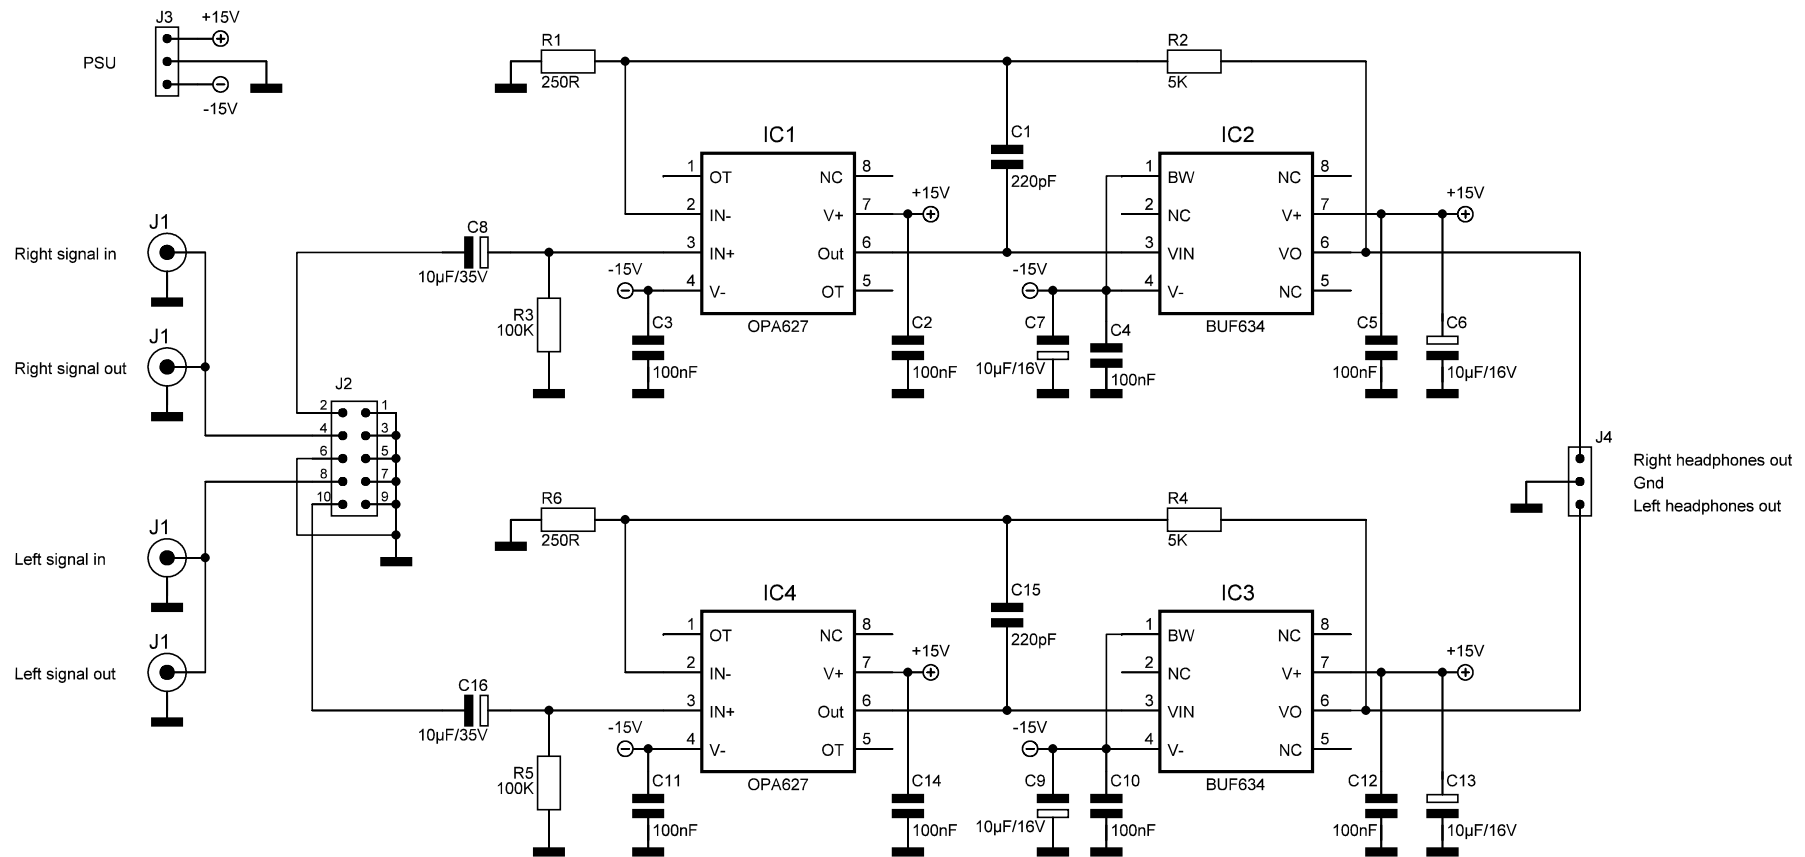 J3
+15V
PSU
-15V
R1
250R
R2
5K
C1
220pF
IC1
1
OT
NC
8
2
IN-
V+
7
+15V
3
IN+
Out
6
4
V-
OT
5
OPA627
IC2
1
BW
NC
8
2
NC
V+
7
+15V
3
VIN
VO
6
4
V-
NC
5
BUF634
J1
Right signal in
J1
Right signal out
C8
10µF/35V
R3
100K
-15V
C3
100nF
C2
100nF
-15V
C7
10µF/16V
C4
100nF
C5
100nF
C6
10µF/16V
J2
2
1
4
3
6
5
8
7
10
9
J4
Right headphones out
Gnd
Left headphones out
J1
Left signal in
J1
Left signal out
R6
250R
R4
5K
C15
220pF
IC4
1
OT
NC
8
2
IN-
V+
7
+15V
3
IN+
Out
6
4
V-
OT
5
OPA627
IC3
1
BW
NC
8
2
NC
V+
7
+15V
3
VIN
VO
6
4
V-
NC
5
BUF634
C16
10µF/35V
R5
100K
-15V
C11
100nF
C14
100nF
-15V
C9
10µF/16V
C10
100nF
C12
100nF
C13
10µF/16V